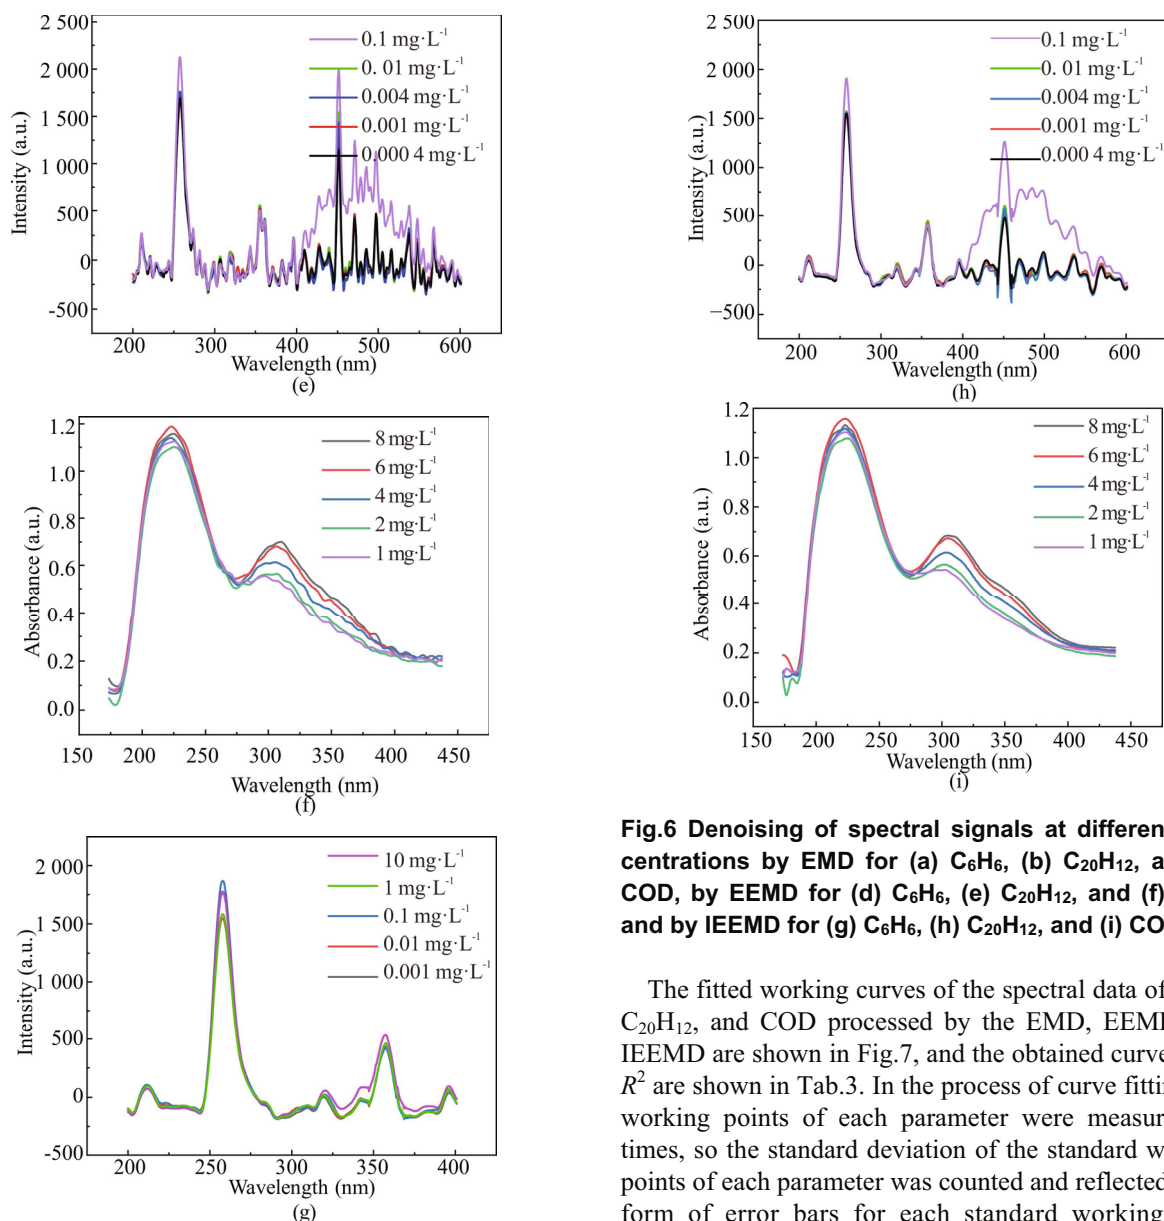 2 500
2 000
1 500
1 000
500
0
-500
Intensity (a.u.)
0.1 mg·L-1
0. 01 mg·L-1
0.004 mg·L-1
0.001 mg·L-1
0.000 4 mg·L-1
200 300 400 500 600
Wavelength (nm)
(e)
1.2
1.0
0.8
0.6
0.4
0.2
0.0
Absorbance (a.u.)
8 mg·L-1
6 mg·L-1
4 mg·L-1
2 mg·L-1
1 mg·L-1
150 200 250 300 350 400 450
Wavelength (nm)
(f)
2 000
1 500
1 000
500
0
-500
Intensity (a.u.)
10 mg·L-1
1 mg·L-1
0.1 mg·L-1
0.01 mg·L-1
0.001 mg·L-1
200 250 300 350 400
Wavelength (nm)
(g)
2 500
2 000
1 500
1 000
500
0
−500
Intensity (a.u.)
0.1 mg·L-1
0. 01 mg·L-1
0.004 mg·L-1
0.001 mg·L-1
0.000 4 mg·L-1
200 300 400 500 600
Wavelength (nm)
(h)
1.2
1.0
0.8
0.6
0.4
0.2
0.0
Absorbance (a.u.)
8 mg·L-1
6 mg·L-1
4 mg·L-1
2 mg·L-1
1 mg·L-1
150 200 250 300 350 400 450
Wavelength (nm)
(i)
Fig.6 Denoising of spectral signals at differen
centrations by EMD for (a) C6H6, (b) C20H12, a
COD, by EEMD for (d) C6H6, (e) C20H12, and (f)
and by IEEMD for (g) C6H6, (h) C20H12, and (i) CO
The fitted working curves of the spectral data of
C20H12, and COD processed by the EMD, EEMI
IEEMD are shown in Fig.7, and the obtained curve
R2 are shown in Tab.3. In the process of curve fittin
working points of each parameter were measur
times, so the standard deviation of the standard w
points of each parameter was counted and reflected
form of error bars for each standard working